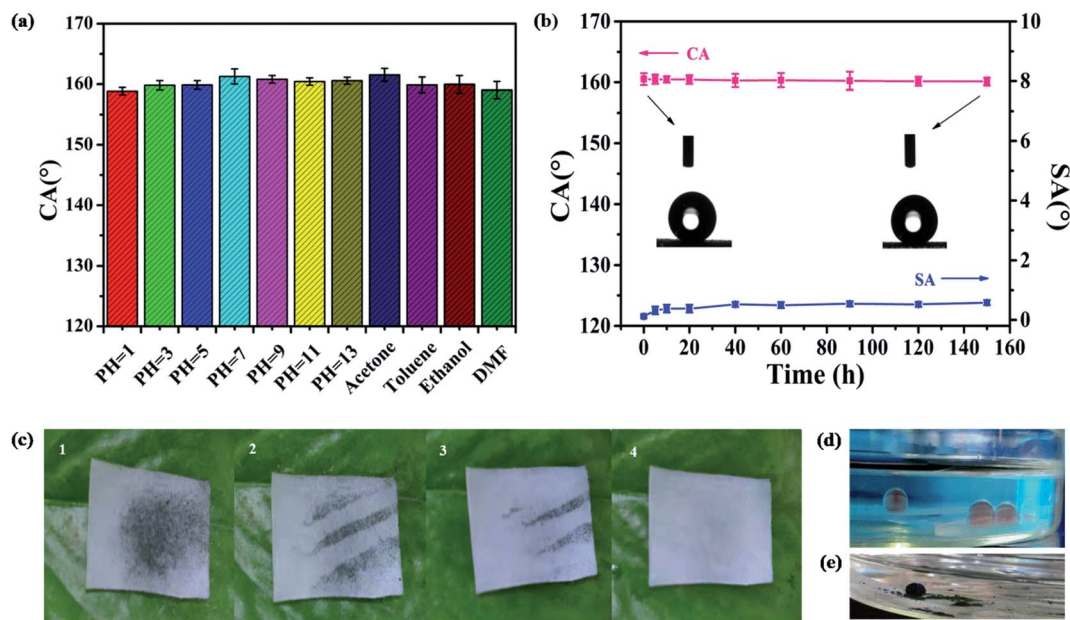 (a)
170
160
150
140
130
120
CA(°)
PH=1
PH=3
PH=5
PH=7
PH=9
PH=11
PH=13
Acetone
Toluene
Ethanol
DMF
(b)
170
160
150
140
130
120
CA(°)
CA
SA
10
8
6
4
2
0
SA(°)
0 20 40 60 80 100 120 140 160
Time (h)
(c)
1
2
3
4
(d)
(e)